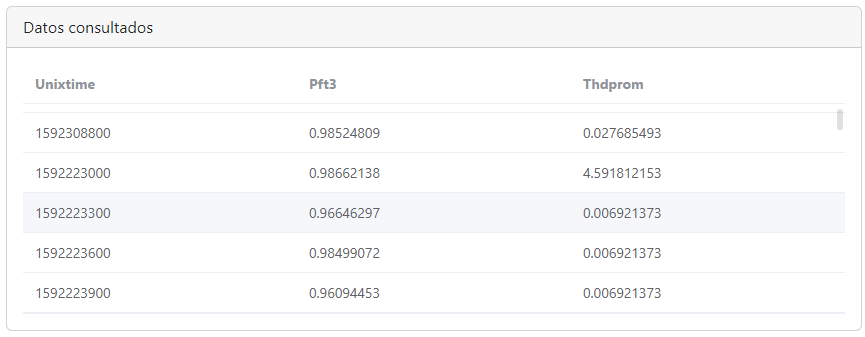 Datos consultados
Unixtime Pft3 Thdprom
1592308800 0.98524809 0.027685493
1592223000 0.98662138 4.591812153
1592223300 0.96646297 0.006921373
1592223600 0.98499072 0.006921373
1592223900 0.96094453 0.006921373